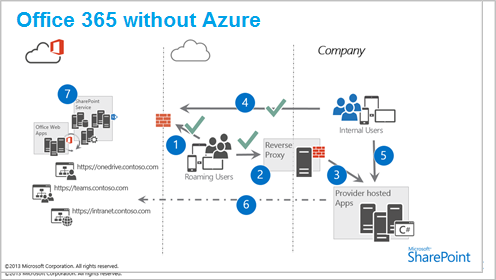 Office 365 without Azure
Company
7
SharePoint
Service
Office Web
Apps
4
Internal Users
1
Reverse
Proxy
5
https://onedrive.contoso.com
Roaming Users
2
3
https://teams.contoso.com
6
Provider hosted
Apps
https://intranet.contoso.com
C#
Microsoft
SharePoint
©2013 Microsoft Corporation. All rights reserved.
©2013 Microsoft Corporation. All rights reserved.